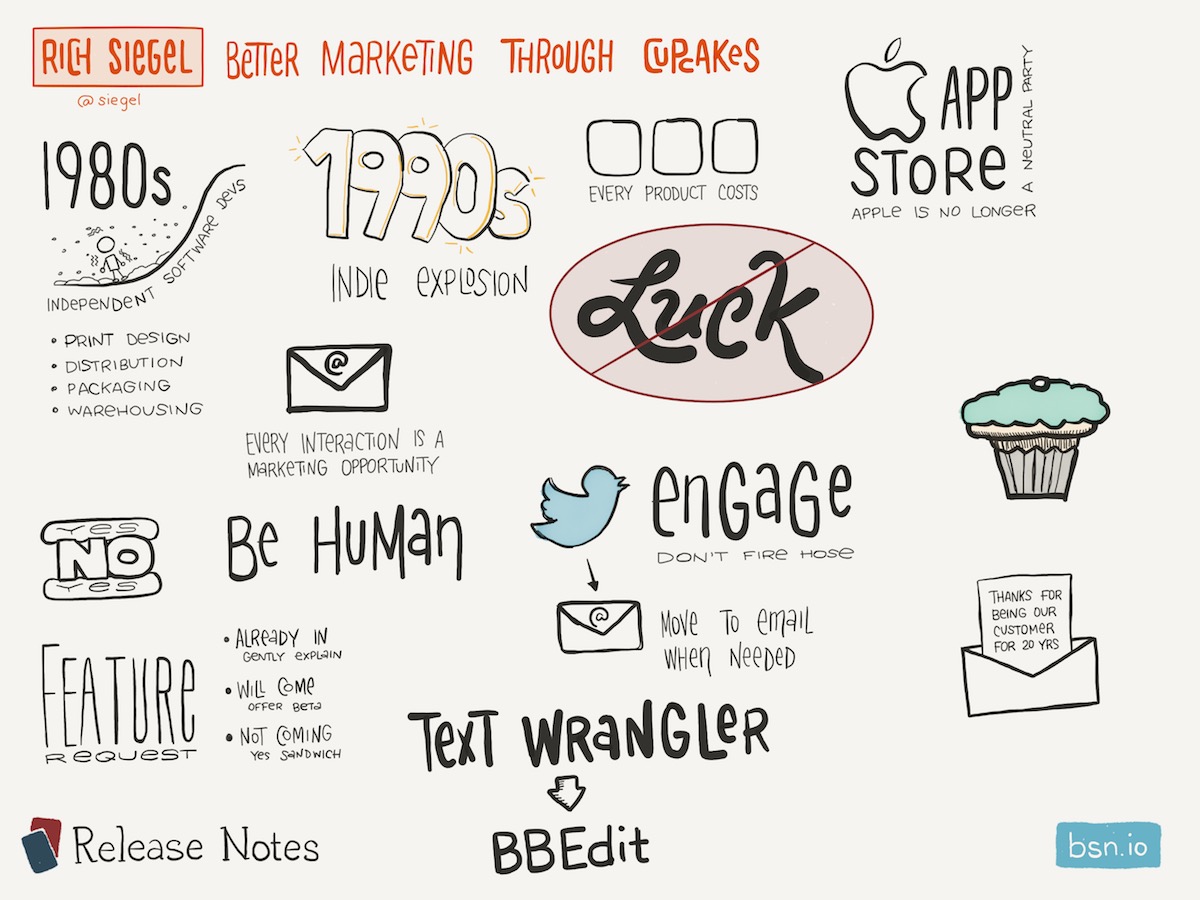 RICH SIEGEL
BETTER MARKETING THROUGH CUPCAKES
@siegel
1980s
INDEPENDENT SOFTWARE DEVS
• PRINT DESIGN
• DISTRIBUTION
• PACKAGING
• WAREHOUSING
1990s
INDIE EXPLOSION
EVERY PRODUCT COSTS
APP
STORE
APPLE IS NO LONGER
A NEUTRAL PARTY
Luck
@
EVERY INTERACTION IS A
MARKETING OPPORTUNITY
YES
NO
YES
Be HUMan
enGaGe
DON'T FIRE HOSE
@
MOVE TO EMAIL
WHEN NEEDED
THANKS FOR
BEING OUR
CUSTOMER
FOR 20 YRS
FEATURE
REQUEST
• ALREADY IN
GENTLY EXPLAIN
• WILL COME
OFFER BETA
• NOT COMING
YES SANDWICH
TEXT WRANGLER
BBEdit
Release Notes
bsn.io